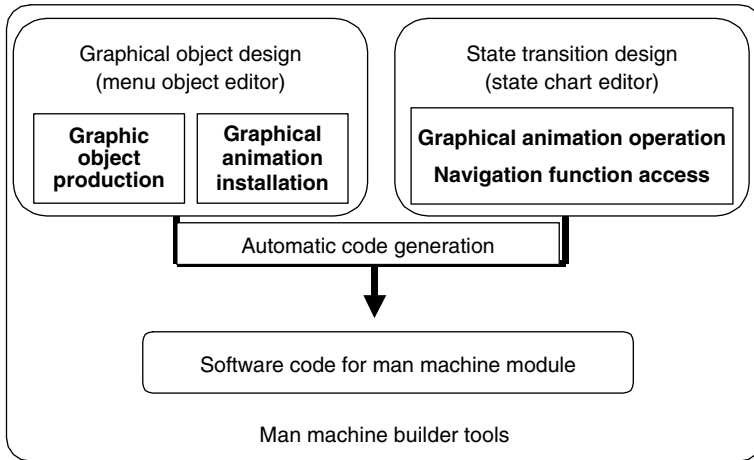 Graphical object design
(menu object editor)
Graphic
object
production
Graphical
animation
installation
State transition design
(state chart editor)
Graphical animation operation
Navigation function access
Automatic code generation
Software code for man machine module
Man machine builder tools